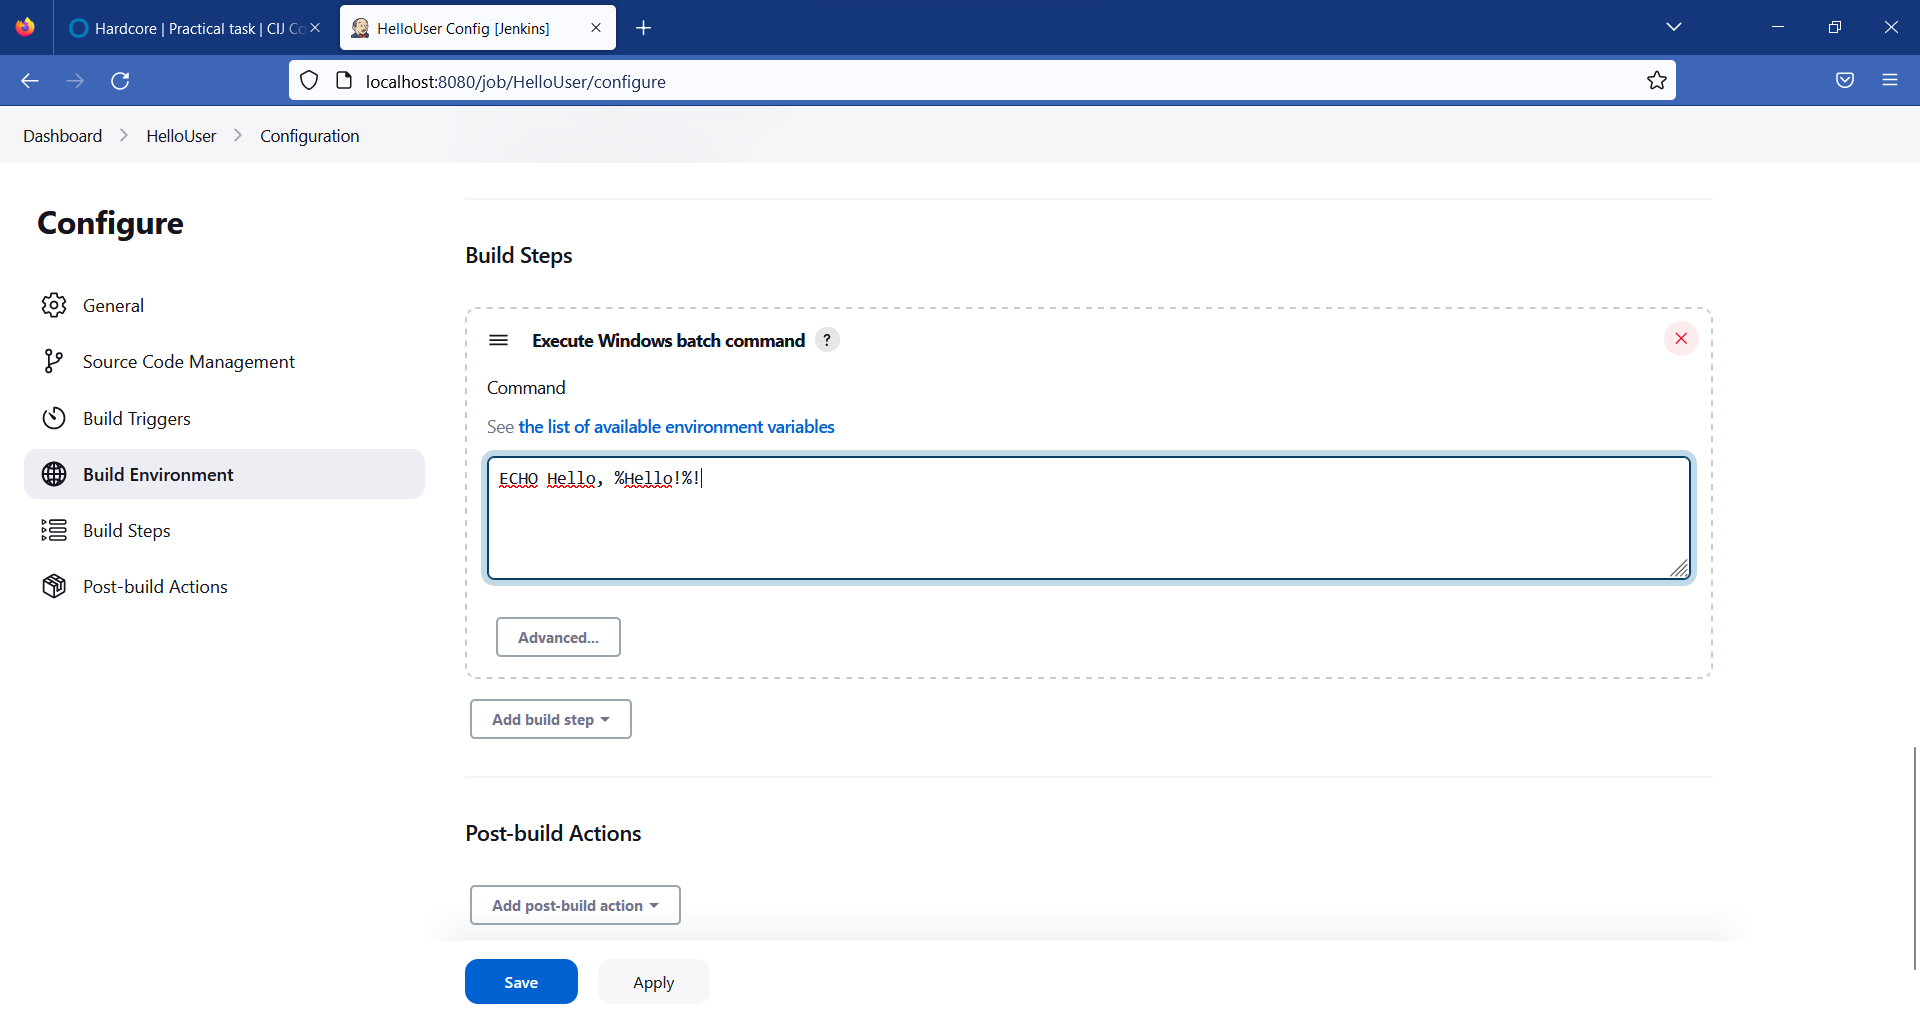 Hardcore | Practical task | CIJ Co
HelloUser Config [Jenkins]
localhost:8080/job/HelloUser/configure
Dashboard
HelloUser
Configuration
Configure
General
Source Code Management
Build Triggers
Build Environment
Build Steps
Post-build Actions
Build Steps
Execute Windows batch command ?
Command
See the list of available environment variables
ECHO Hello, %Hello!%!
Advanced...
Add build step
Post-build Actions
Add post-build action
Save
Apply